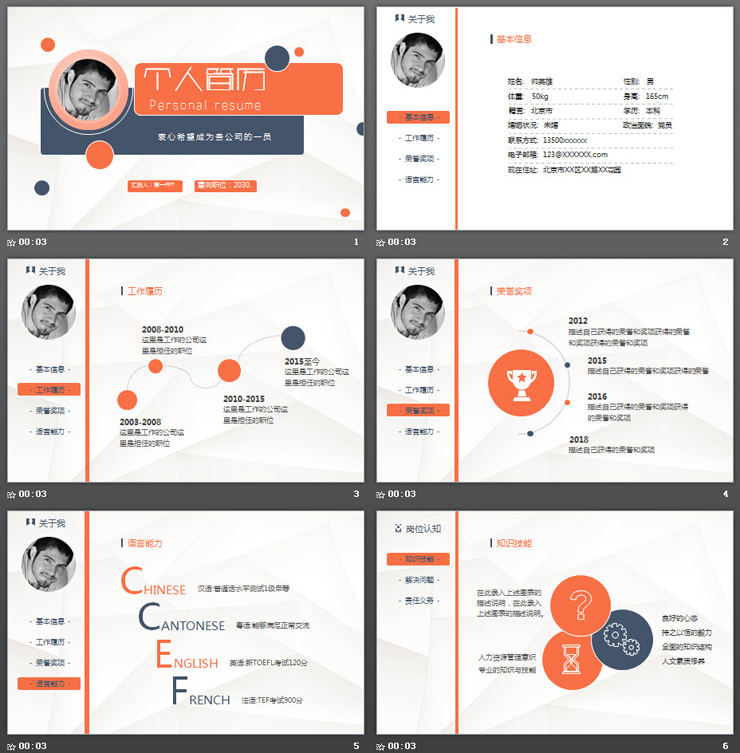 个人简历
Personal resume
衷心希望成为贵公司的一员
汇报人：第一PPT
意向职位：2030.
00:03
1
关于我
- 基本信息 -
- 工作履历 -
- 荣誉奖项 -
- 语言能力 -
基本信息
姓名： 帅英雄
性别： 男
体重： 50kg
身高： 165cm
籍贯： 北京市
学历： 本科
婚姻状况： 未婚
政治面貌： 党员
联系方式： 13500xxxxxx
电子邮箱： 123@XXXXXX.com
现在住址： 北京市XX区XX路XX花园
00:03
2
关于我
- 基本信息 -
- 工作履历 -
- 荣誉奖项 -
- 语言能力 -
工作履历
2008-2010
这里是工作的公司这
里是担任的职位
2015至今
这里是工作的公司这
里是担任的职位
2010-2015
这里是工作的公司这
里是担任的职位
2003-2008
这里是工作的公司这
里是担任的职位
00:03
3
关于我
- 基本信息 -
- 工作履历 -
- 荣誉奖项 -
- 语言能力 -
荣誉奖项
2012
描述自己获得的荣誉和奖项获得的荣誉
和奖项获得的荣誉和奖项
2015
描述自己获得的荣誉和奖项获得的荣誉
2016
描述自己获得的荣誉和奖项获得
的荣誉和奖项
2018
描述自己获得的荣誉和奖项
00:03
4
关于我
- 基本信息 -
- 工作履历 -
- 荣誉奖项 -
- 语言能力 -
语言能力
CHINESE
汉语:普通话水平测试1级甲等
CANTONESE
粤语:能够满足正常交流
ENGLISH
英语:新TOEFL考试120分
FRENCH
法语:TEF考试900分
00:03
5
岗位认知
- 知识技能 -
- 解决问题 -
- 责任义务 -
知识技能
在此录入上述图表的
描述说明，在此录入
上述图表的描述说明。
良好的心态
持之以恒的毅力
全面的知识结构
人文素质修养
人力资源管理意识
专业的知识与技能
00:03
6